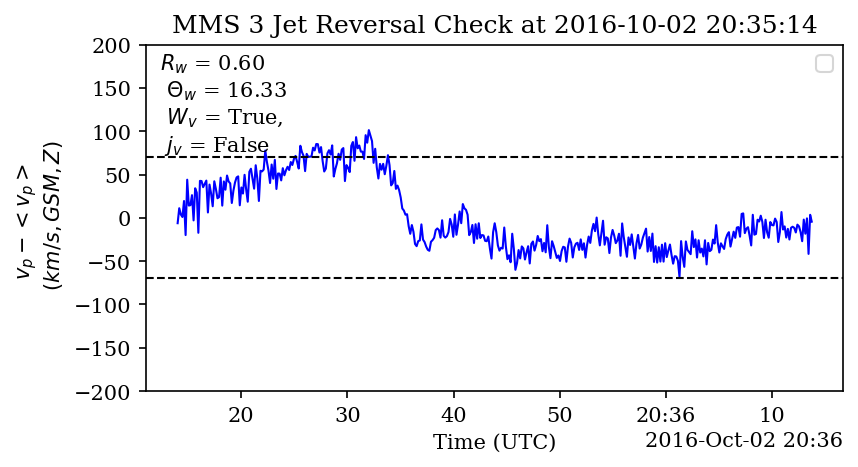 MMS 3 Jet Reversal Check at 2016-10-02 20:35:14
R_w = 0.60
Θ_w = 16.33
W_v = True,
j_v = False
v_p − < v_p >
(km/s, GSM, Z)
200
150
100
50
0
−50
−100
−150
−200
20 30 40 50 20:36 10
Time (UTC)
2016-Oct-02 20:36